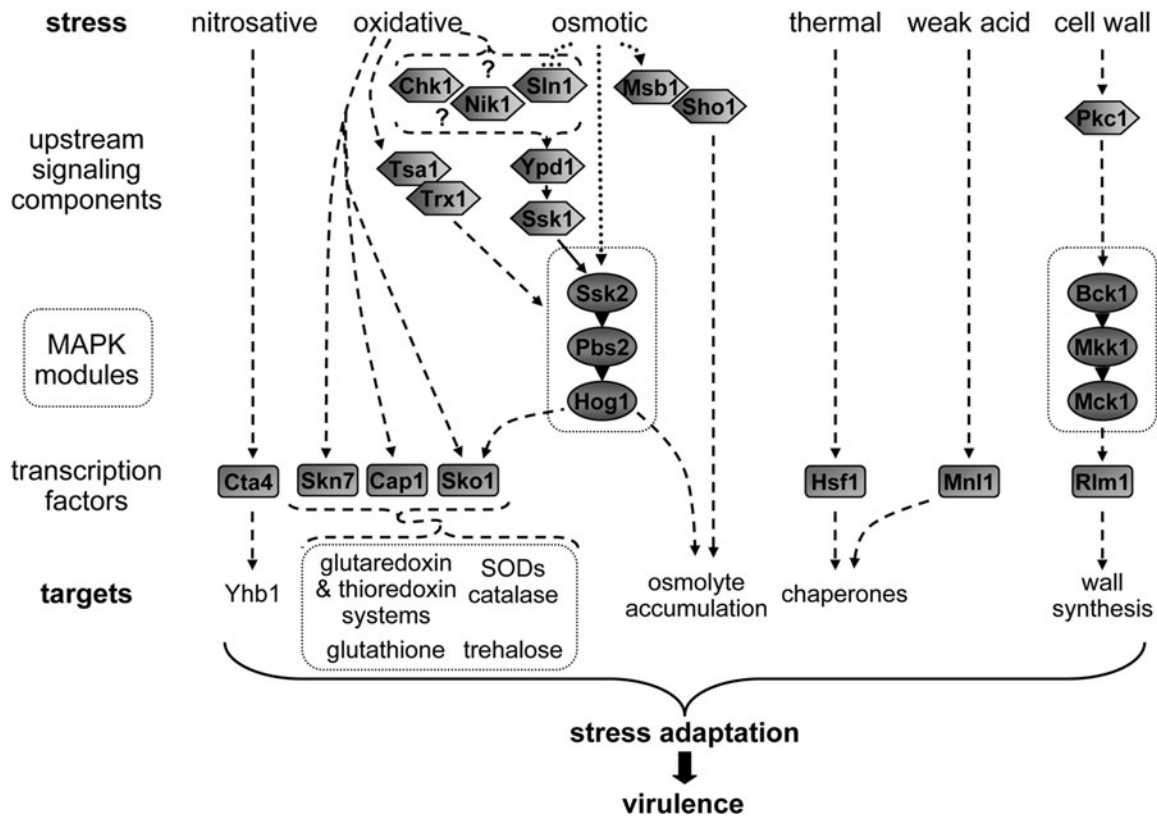 stress nitrosative oxidative osmotic thermal weak acid cell wall
?
Chk1 Nik1 Sln1 Msb1 Sho1
?
Pkc1
upstream
signaling
components
Tsa1 Trx1 Ypd1
Ssk1
Ssk2 Bck1
MAPK
modules
Pbs2 Mkk1
Hog1 Mck1
transcription
factors
Cta4 Skn7 Cap1 Sko1 Hsf1 Mnl1 Rlm1
targets
Yhb1
glutaredoxin
& thioredoxin
systems
SODs
catalase
glutathione trehalose
osmolyte
accumulation
chaperones
wall
synthesis
stress adaptation
virulence